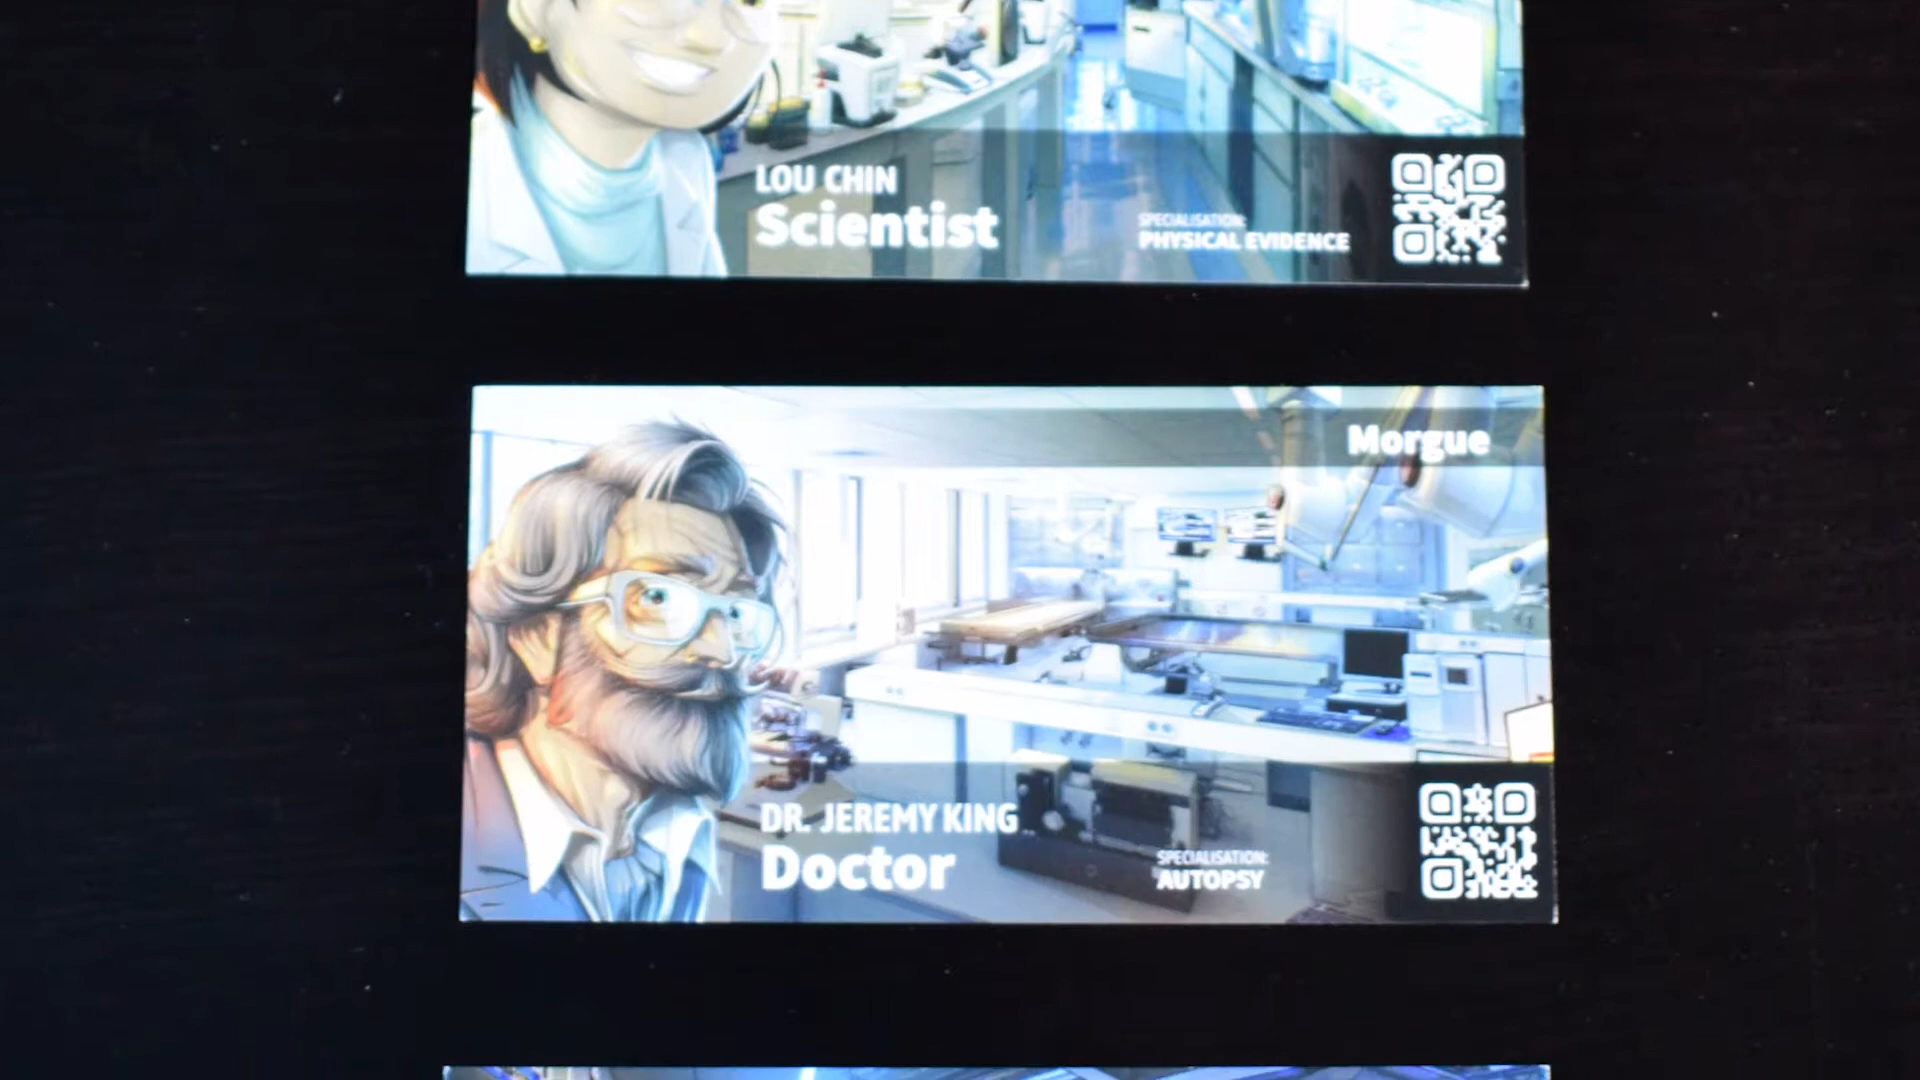 LOU CHIN
Scientist
SPECIALISATION:
PHYSICAL EVIDENCE
Morgue
DR. JEREMY KING
Doctor
SPECIALISATION:
AUTOPSY